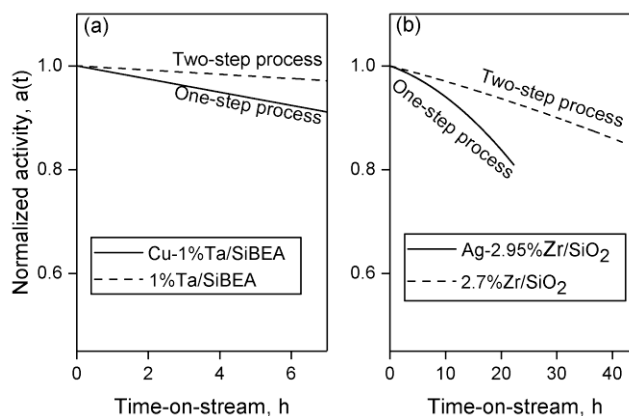 (a)
(b)
Normalized activity, a(t)
1.0
0.8
0.6
Two-step process
One-step process
Cu-1%Ta/SiBEA
1%Ta/SiBEA
0
2
4
6
Time-on-stream, h
1.0
0.8
0.6
Two-step process
One-step process
Ag-2.95%Zr/SiO₂
2.7%Zr/SiO₂
0
10
20
30
40
Time-on-stream, h